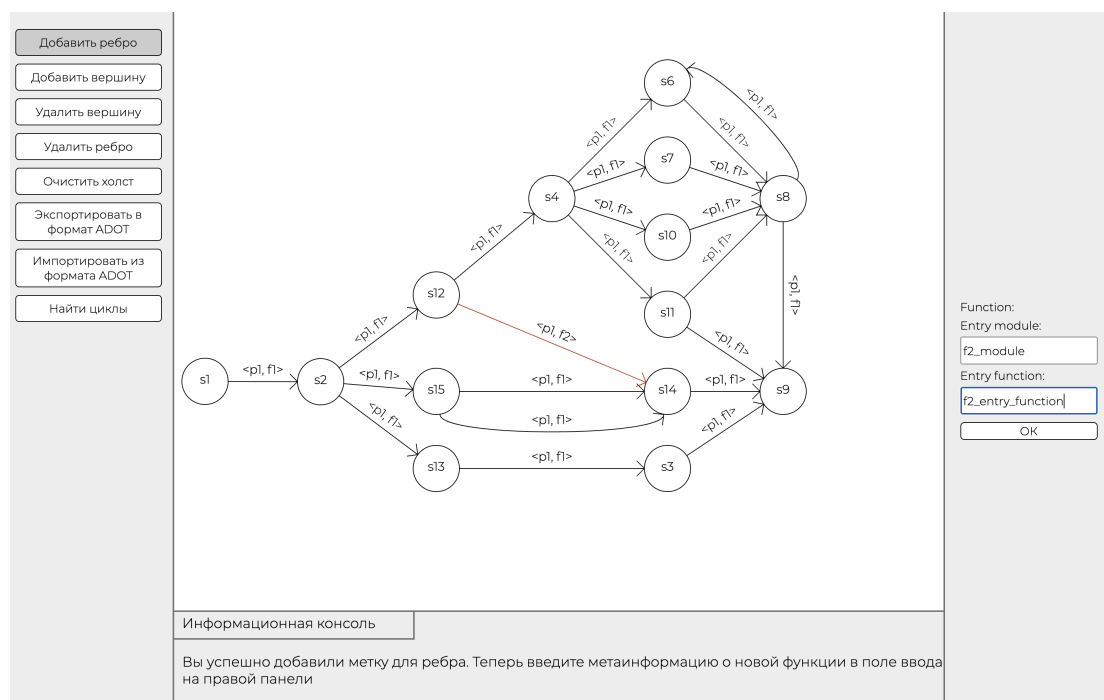 Добавить ребро
Добавить вершину
Удалить вершину
Удалить ребро
Очистить холст
Экспортировать в
формат ADOT
Импортировать из
формата ADOT
Найти циклы
s6
<p1, f1>
<p1, f1>
<p1, f1>
s7
<p1, f1>
<p1, f1>
s4
s8
<p1, f1>
<p1, f1>
s10
<p1, f1>
<p1, f1>
<p1, f1>
s12
<p1, f1>
s11
<p1, f1>
<p1, f2>
<p1, f1>
s1
<p1, f1>
s2
<p1, f1>
s15
<p1, f1>
s14
<p1, f1>
s9
<p1, f1>
<p1, f1>
<p1, f1>
s13
<p1, f1>
s3
Function:
Entry module:
f2_module
Entry function:
f2_entry_function
ОК
Информационная консоль
Вы успешно добавили метку для ребра. Теперь введите метаинформацию о новой функции в поле ввода
на правой панели